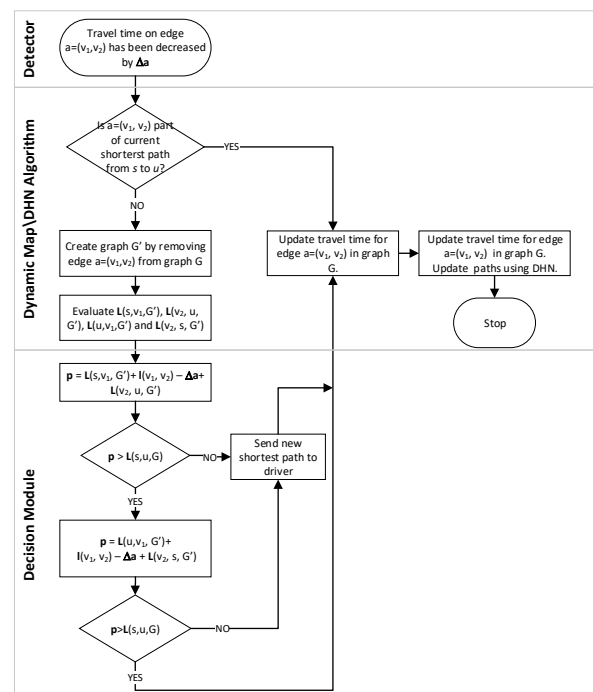 Detector
Travel time on edge
a=(v₁,v₂) has been decreased
by Δa
Dynamic Map\DHN Algorithm
Is a=(v₁, v₂) part
of current
shorterst path
from s to u?
YES
NO
Create graph G' by removing
edge a=(v₁,v₂) from graph G
Update travel time for
edge a=(v₁, v₂) in graph
G.
Update travel time for edge
a=(v₁, v₂) in graph G.
Update paths using DHN.
Evaluate L(s,v₁,G'), L(v₂, u,
G'), L(u,v₁,G') and L(v₂, s, G')
Stop
Decision Module
p = L(s,v₁, G')+ l(v₁, v₂) – Δa+
L(v₂, u, G')
p > L(s,u,G)
NO
Send new
shortest path to
driver
YES
p = L(u,v₁, G')+
l(v₁, v₂) – Δa + L(v₂, s, G')
p>L(s,u,G)
NO
YES